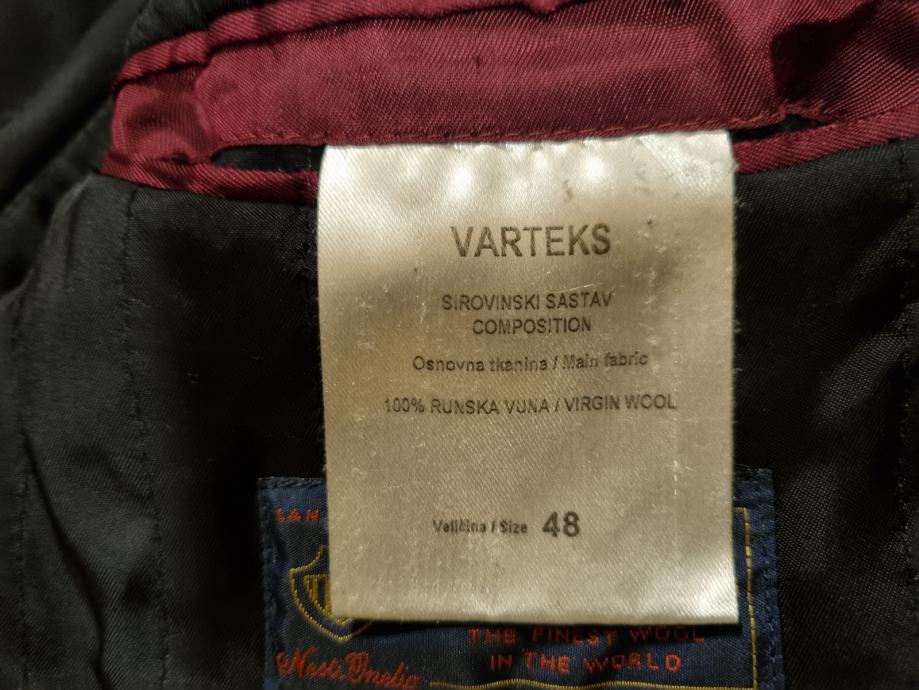 VARTEKS
SIROVINSKI SASTAV
COMPOSITION
Osnovna tkanina / Main fabric
100% RUNSKA VUNA / VIRGIN WOOL
Veličina / Size 48
THE FINEST WOOL
IN THE WORLD